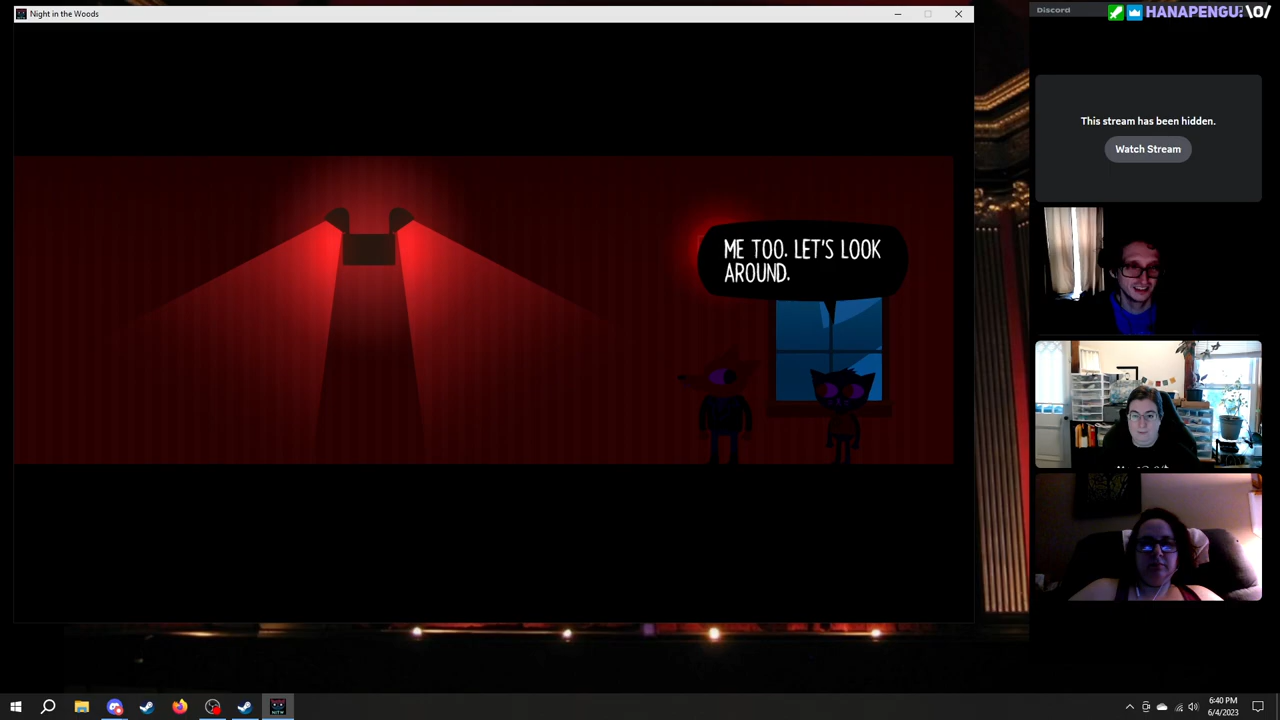 Night in the Woods
Discord
HANAPENGUI \O/
This stream has been hidden.
Watch Stream
ME TOO. LET'S LOOK
AROUND.
6:40 PM
6/4/2023